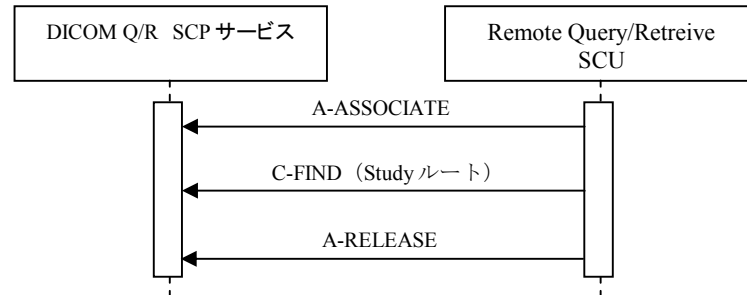 DICOM Q/R SCP サービス
Remote Query/Retreive
SCU
A-ASSOCIATE
C-FIND（Study ルート）
A-RELEASE